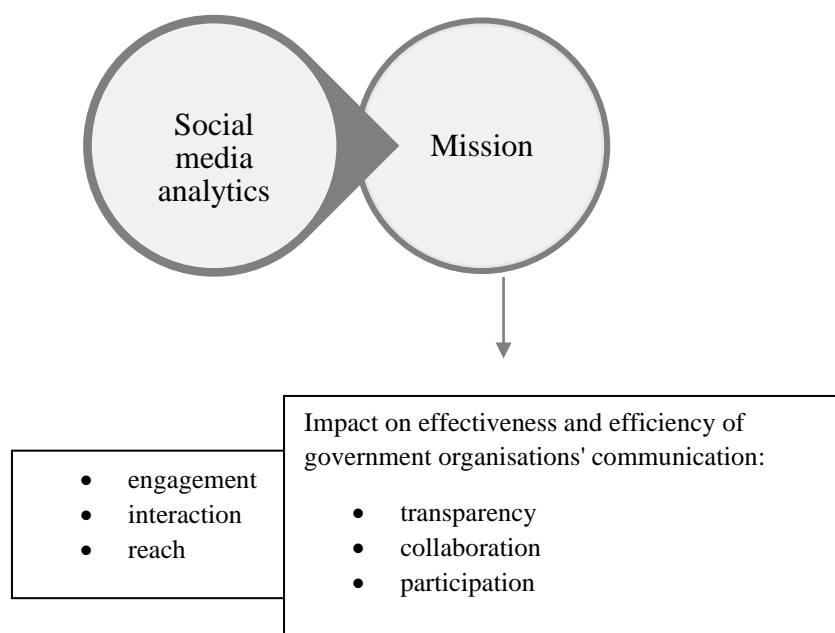 Social
media
analytics
Mission
Impact on effectiveness and efficiency of
government organisations' communication:
• transparency
• collaboration
• participation
• engagement
• interaction
• reach